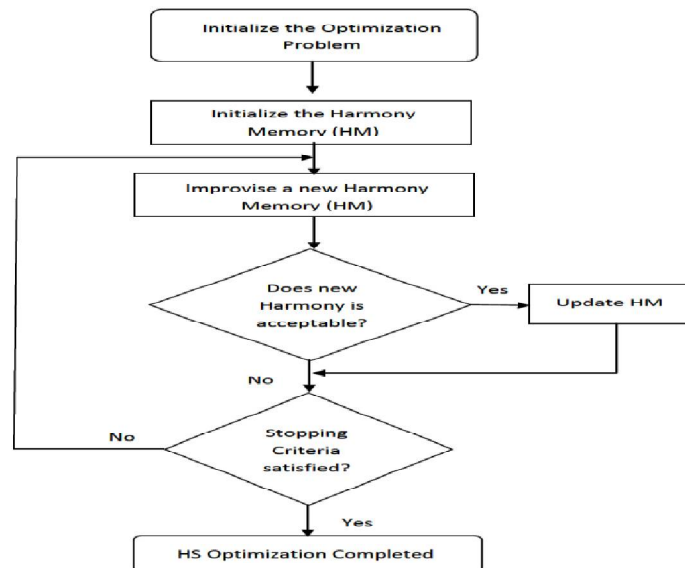 Initialize the Optimization
Problem
Initialize the Harmony
Memory (HM)
Improvise a new Harmony
Memory (HM)
Does new
Harmony is
acceptable?
Yes
Update HM
No
Stopping
Criteria
satisfied?
No
Yes
HS Optimization Completed